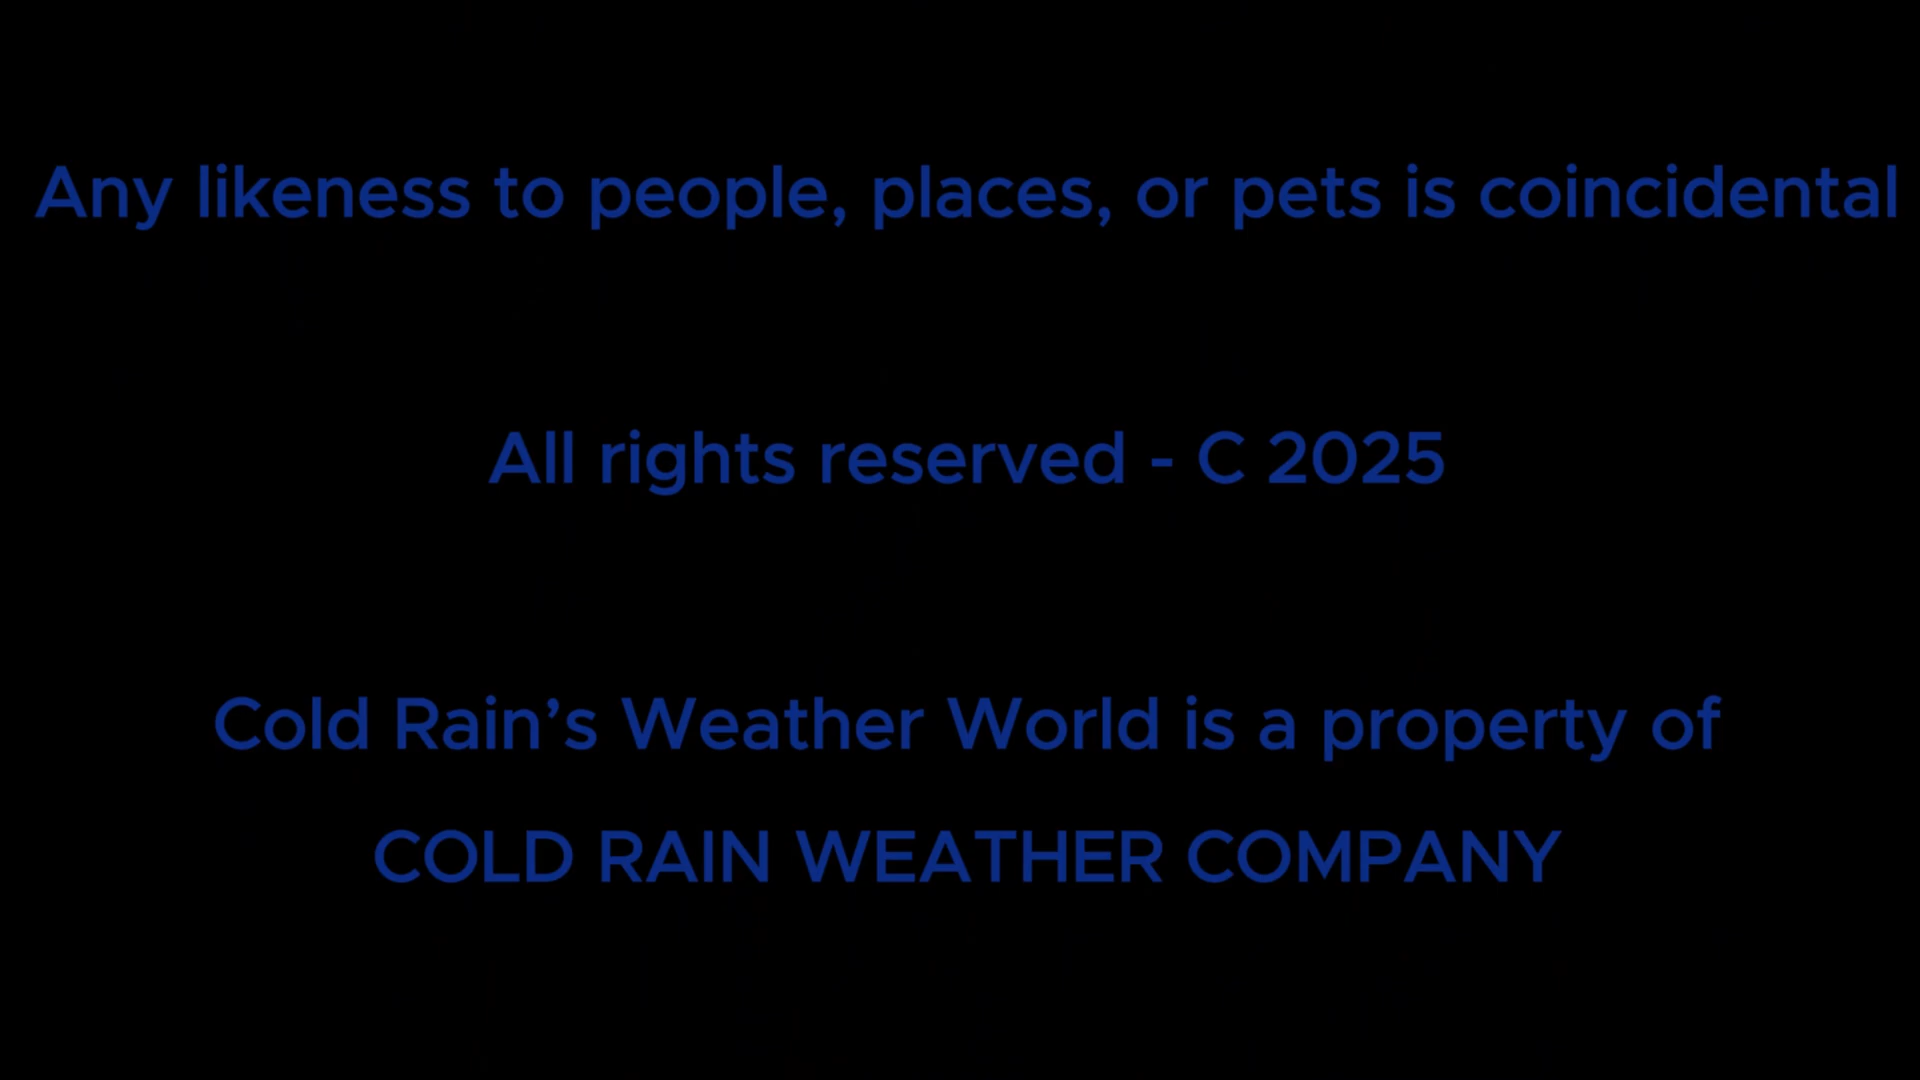 Any likeness to people, places, or pets is coincidental
All rights reserved - C 2025
Cold Rain’s Weather World is a property of
COLD RAIN WEATHER COMPANY